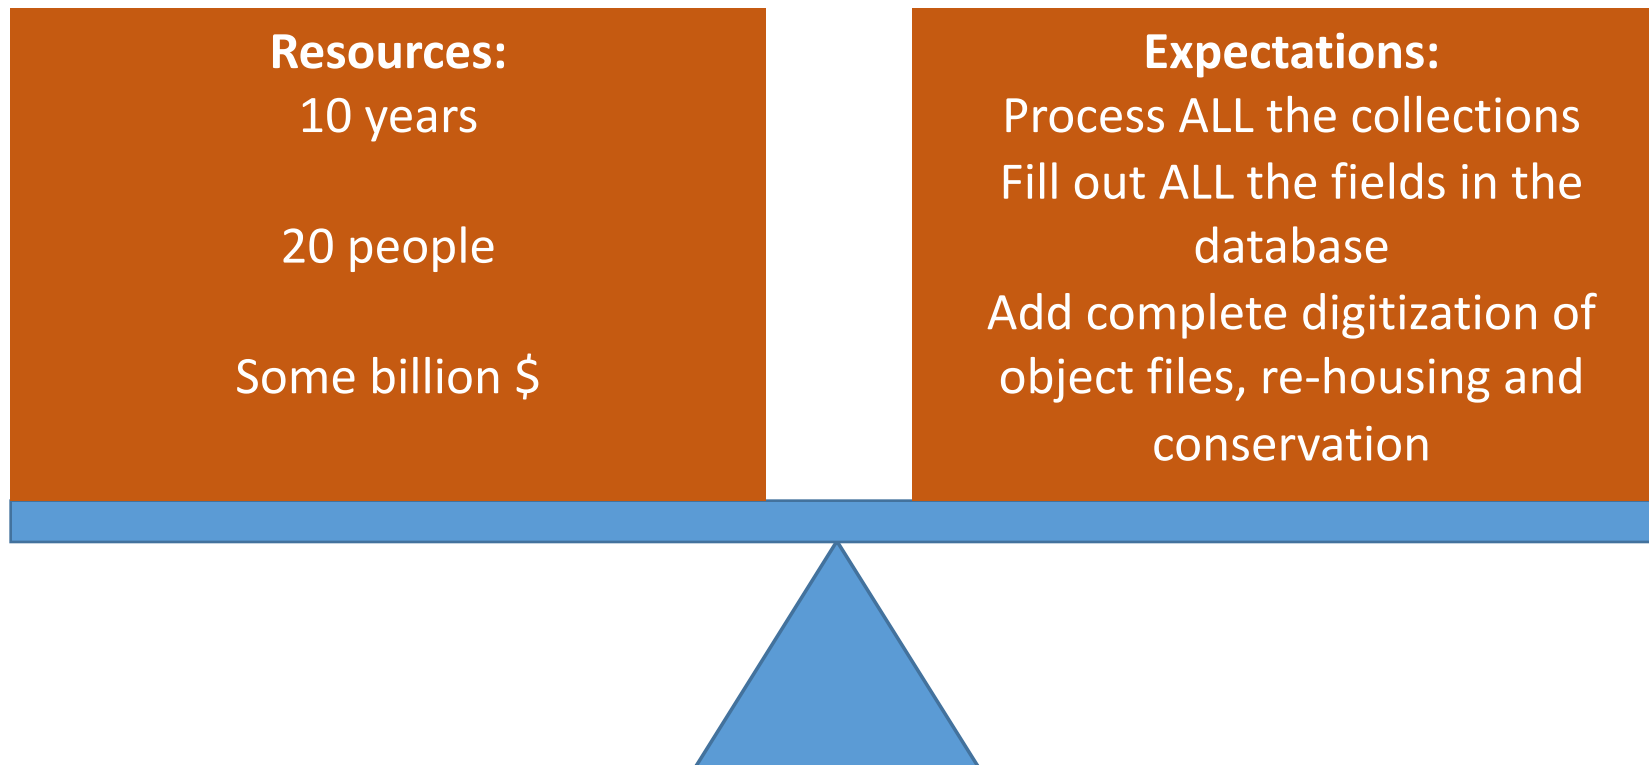 Resources:
10 years
20 people
Some billion $
Expectations:
Process ALL the collections
Fill out ALL the fields in the
database
Add complete digitization of
object files, re-housing and
conservation